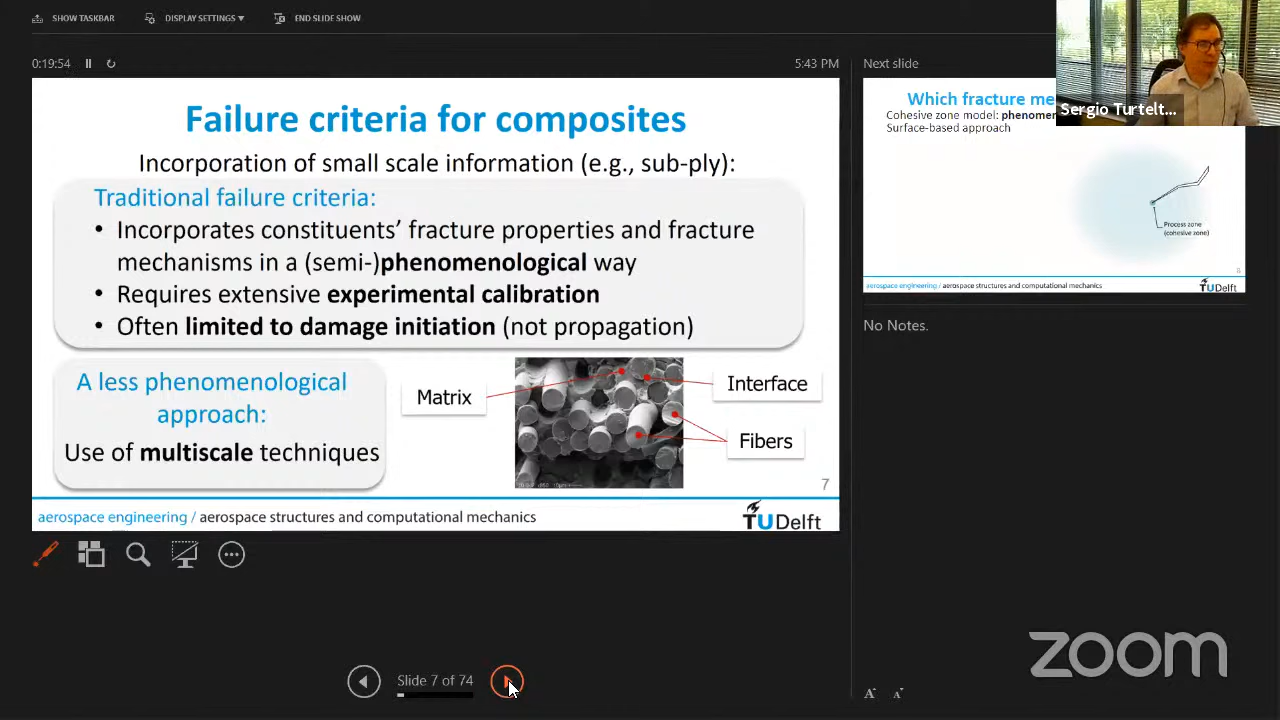 SHOW TASKBAR
DISPLAY SETTINGS
END SLIDE SHOW
0:19:54
5:43 PM
Failure criteria for composites
Incorporation of small scale information (e.g., sub-ply):
Traditional failure criteria:
• Incorporates constituents’ fracture properties and fracture
mechanisms in a (semi-)phenomenological way
• Requires extensive experimental calibration
• Often limited to damage initiation (not propagation)
A less phenomenological
approach:
Use of multiscale techniques
Matrix
Interface
Fibers
7
aerospace engineering / aerospace structures and computational mechanics
TUDelft
Slide 7 of 74
Next slide
Which fracture me
Cohesive zone model: phenomen
Surface-based approach
Process zone
(cohesive zone)
aerospace engineering / aerospace structures and computational mechanics
TUDelft
No Notes.
Sergio Turtelt...
zoom
A
A